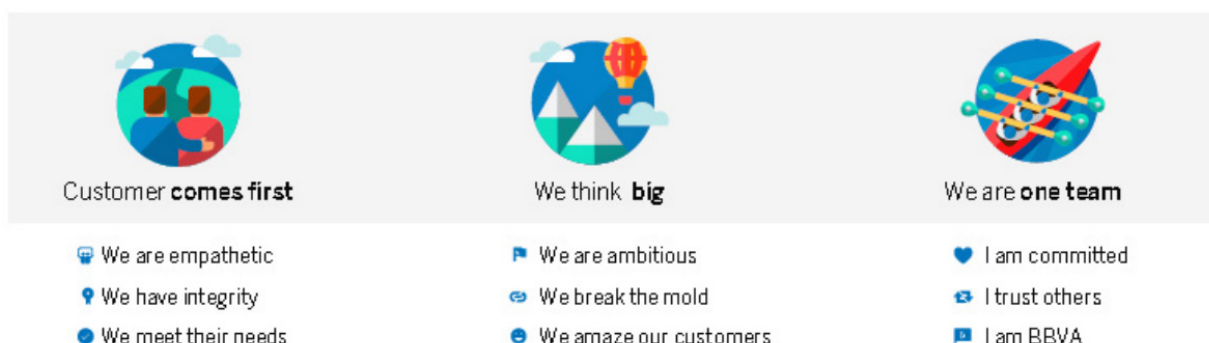 Customer comes first
We think big
We are one team
We are empathetic
We are ambitious
I am committed
We have integrity
We break the mold
I trust others
We meet their needs
We amaze our customers
I am BBVA